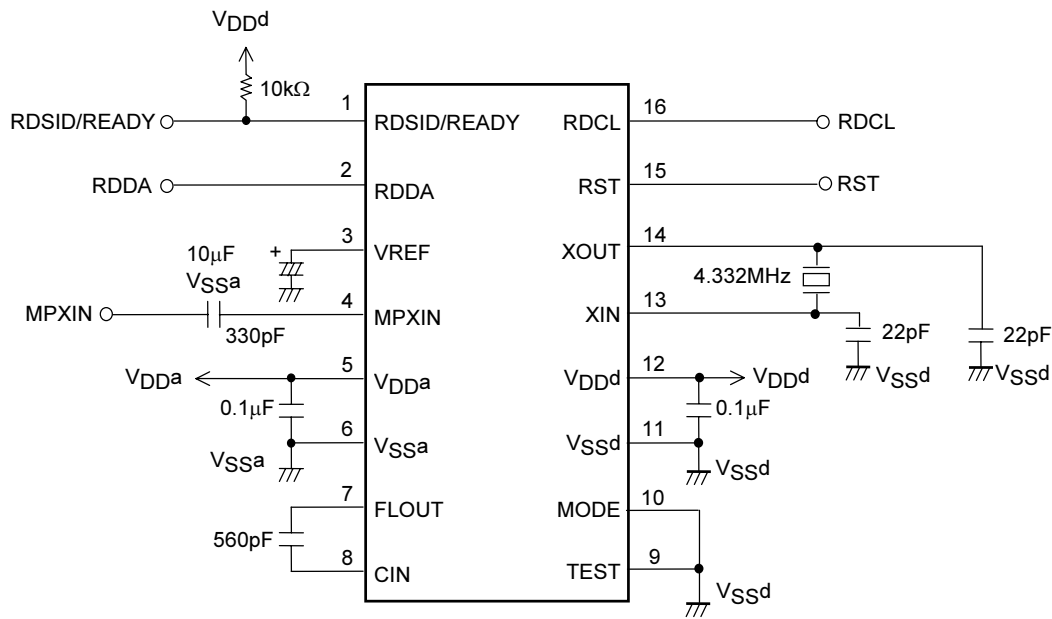 VDDd
10kΩ
1
RDSID/READY
RDSID/READY
RDCL
16
RDCL
2
RDDA
RDDA
RST
15
RST
3
10μF
+
VSSa
VREF
XOUT
14
4.332MHz
4
MPXIN
330pF
MPXIN
XIN
13
22pF
VSSd
22pF
VSSd
5
VDDa
VDDa
VDDd
12
VDDd
0.1μF
0.1μF
6
VSSa
VSSa
VSSd
11
VSSd
7
FLOUT
MODE
10
560pF
8
CIN
TEST
9
VSSd